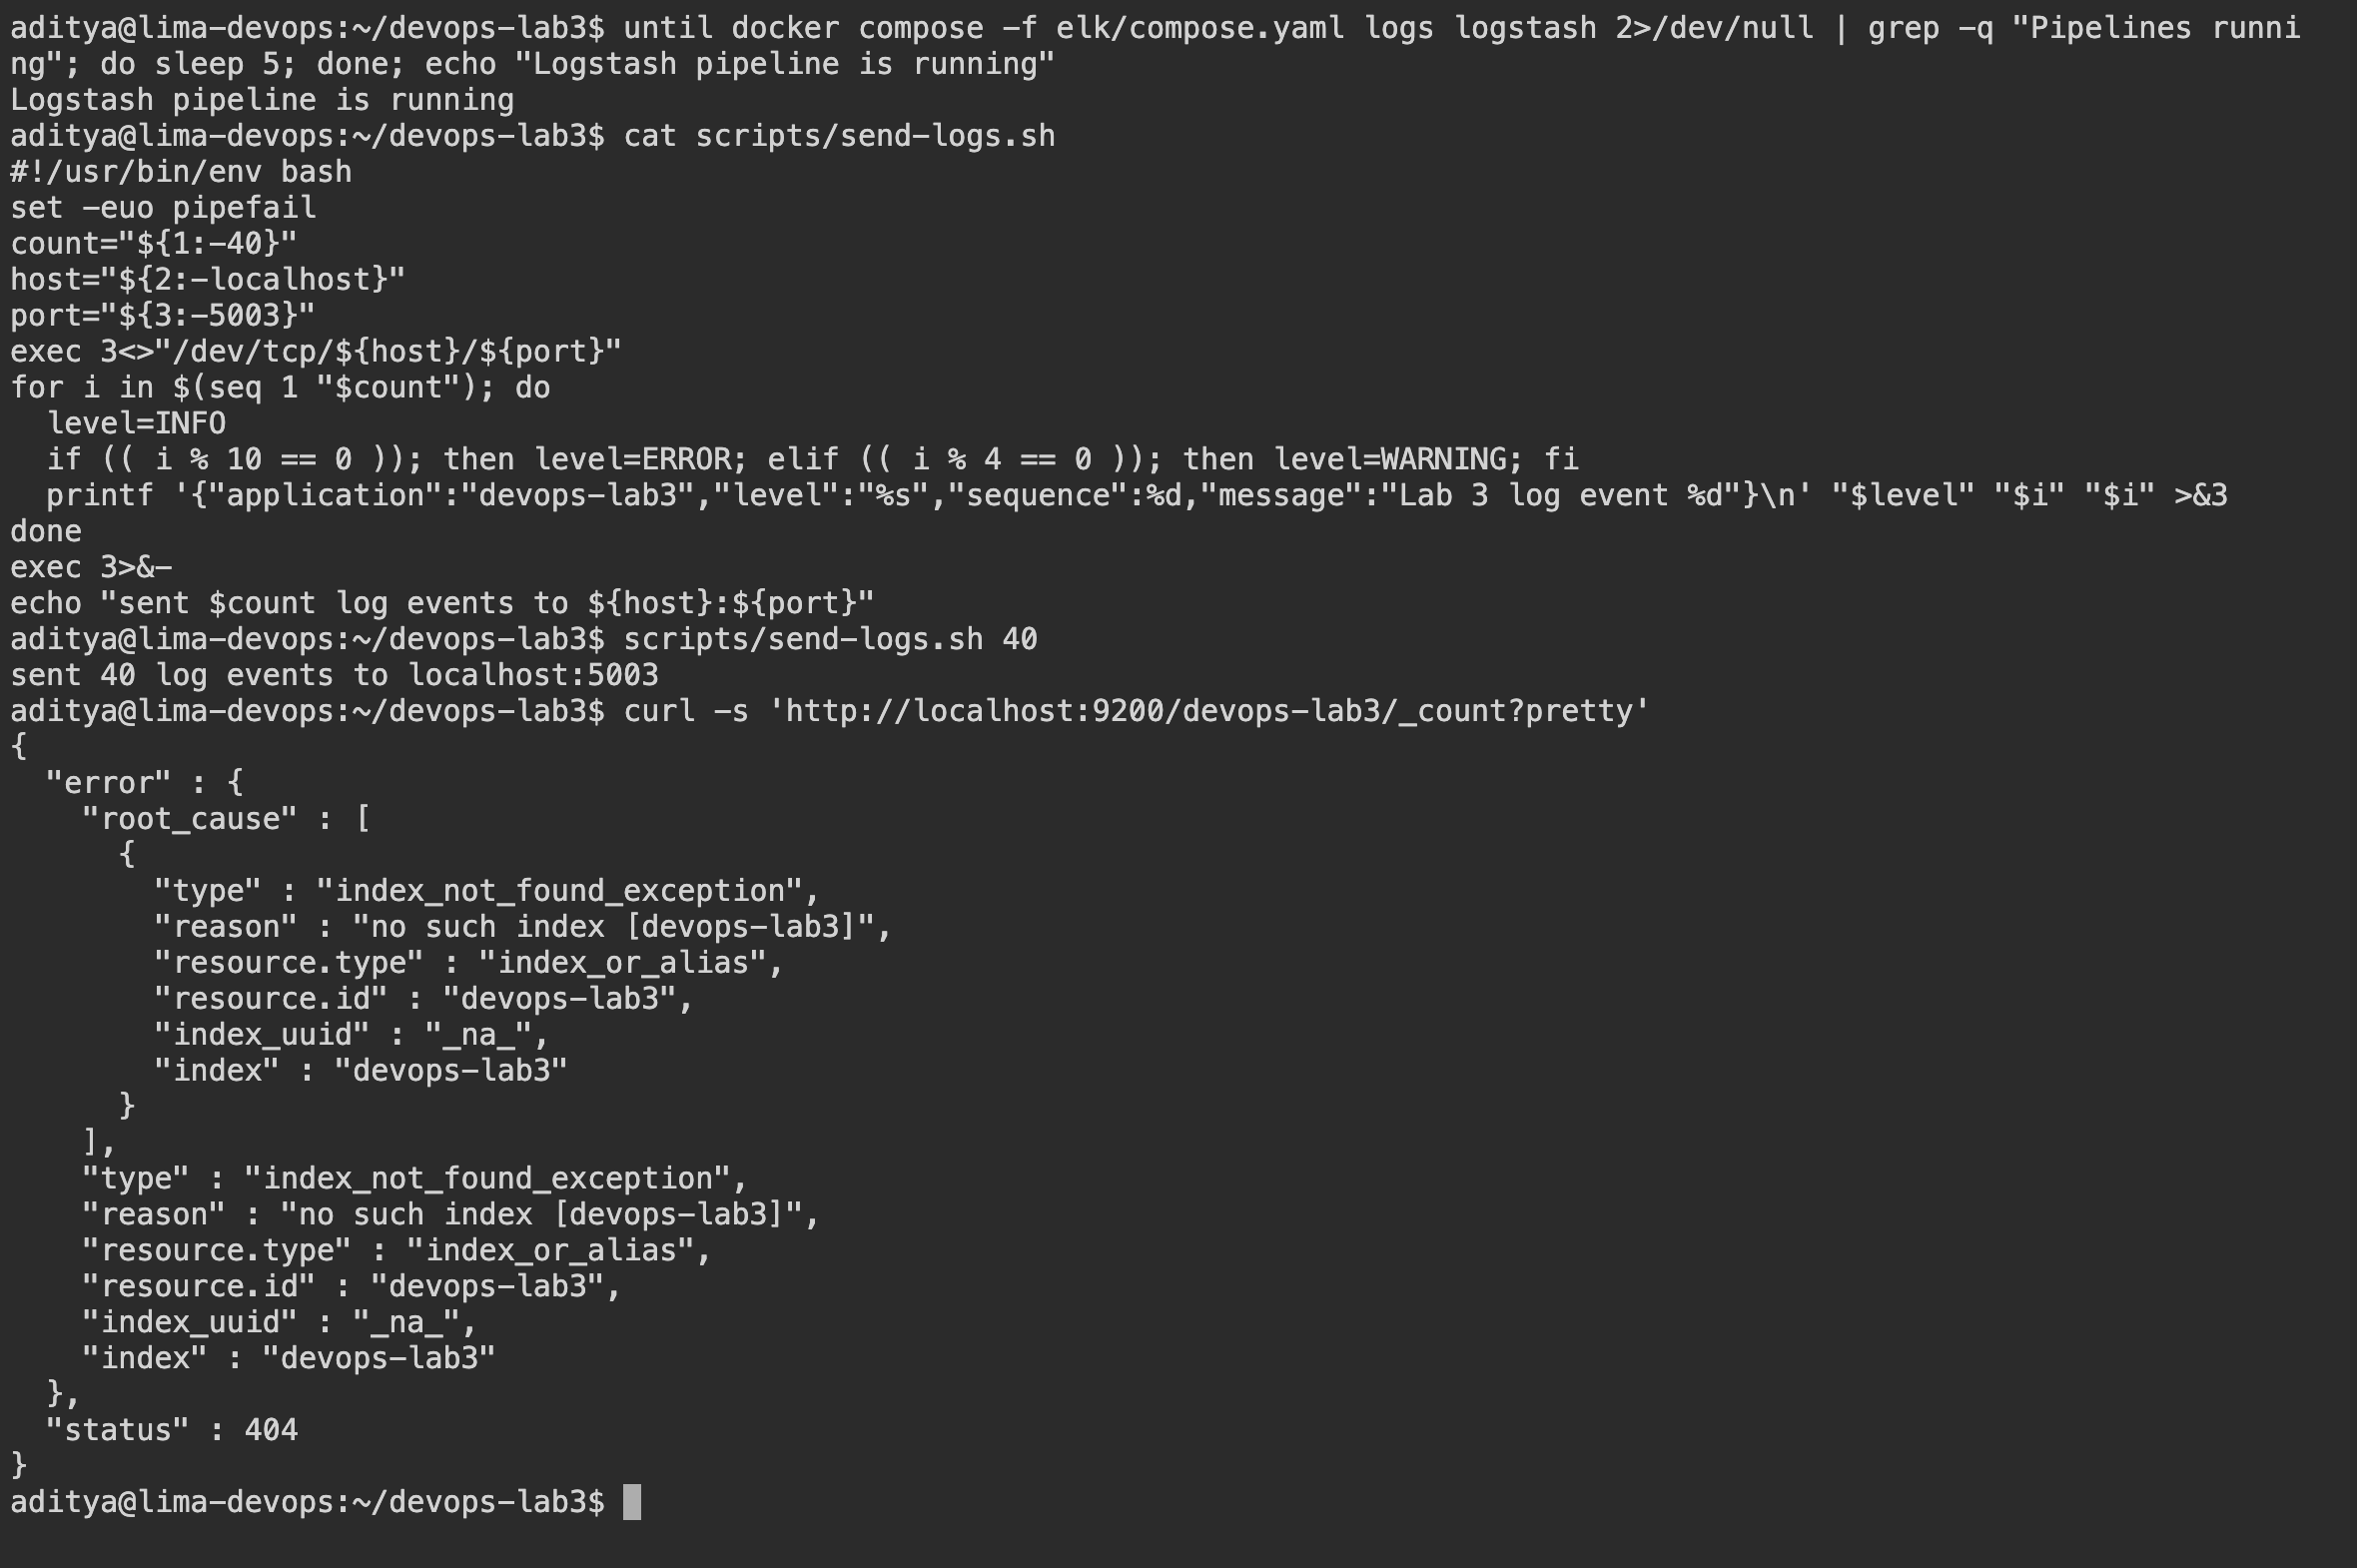 aditya@lima-devops:~/devops-lab3$ until docker compose -f elk/compose.yaml logs logstash 2>/dev/null | grep -q "Pipelines runni
ng"; do sleep 5; done; echo "Logstash pipeline is running"
Logstash pipeline is running
aditya@lima-devops:~/devops-lab3$ cat scripts/send-logs.sh
#!/usr/bin/env bash
set -euo pipefail
count="${1:-40}"
host="${2:-localhost}"
port="${3:-5003}"
exec 3<>"/dev/tcp/${host}/${port}"
for i in $(seq 1 "$count"); do
  level=INFO
  if (( i % 10 == 0 )); then level=ERROR; elif (( i % 4 == 0 )); then level=WARNING; fi
  printf '{"application":"devops-lab3","level":"%s","sequence":%d,"message":"Lab 3 log event %d"}\n' "$level" "$i" "$i" >&3
done
exec 3>&-
echo "sent $count log events to ${host}:${port}"
aditya@lima-devops:~/devops-lab3$ scripts/send-logs.sh 40
sent 40 log events to localhost:5003
aditya@lima-devops:~/devops-lab3$ curl -s 'http://localhost:9200/devops-lab3/_count?pretty'
{
  "error" : {
    "root_cause" : [
      {
        "type" : "index_not_found_exception",
        "reason" : "no such index [devops-lab3]",
        "resource.type" : "index_or_alias",
        "resource.id" : "devops-lab3",
        "index_uuid" : "_na_",
        "index" : "devops-lab3"
      }
    ],
    "type" : "index_not_found_exception",
    "reason" : "no such index [devops-lab3]",
    "resource.type" : "index_or_alias",
    "resource.id" : "devops-lab3",
    "index_uuid" : "_na_",
    "index" : "devops-lab3"
  },
  "status" : 404
}
aditya@lima-devops:~/devops-lab3$